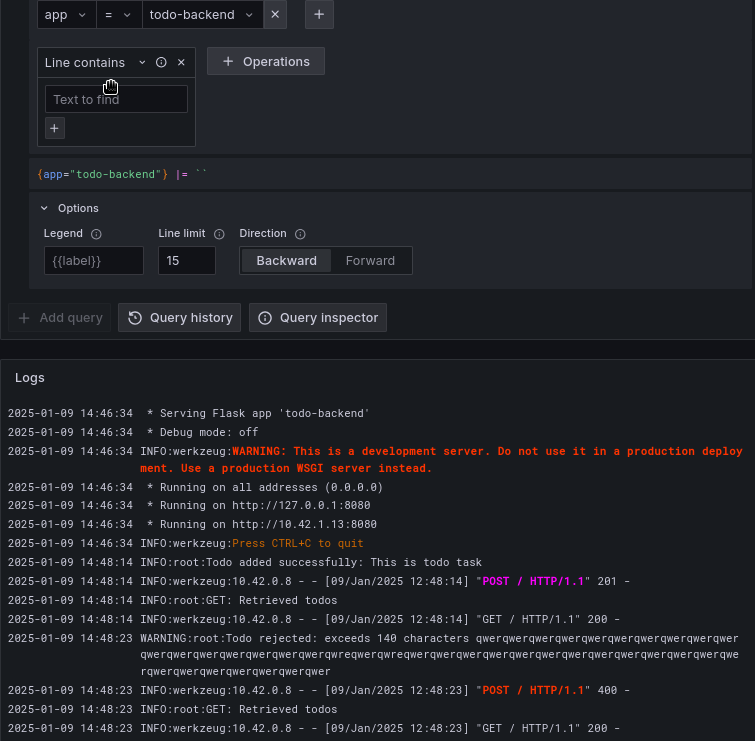 app = todo-backend × +
Line contains × + Operations
Text to find
+
{app="todo-backend"} |= ``
Options
Legend Line limit Direction
{{label}} 15 Backward Forward
+ Add query Query history Query inspector
Logs
2025-01-09 14:46:34 * Serving Flask app 'todo-backend'
2025-01-09 14:46:34 * Debug mode: off
2025-01-09 14:46:34 INFO:werkzeug:WARNING: This is a development server. Do not use it in a production deploy
ment. Use a production WSGI server instead.
2025-01-09 14:46:34 * Running on all addresses (0.0.0.0)
2025-01-09 14:46:34 * Running on http://127.0.0.1:8080
2025-01-09 14:46:34 * Running on http://10.42.1.13:8080
2025-01-09 14:46:34 INFO:werkzeug:Press CTRL+C to quit
2025-01-09 14:48:14 INFO:root:Todo added successfully: This is todo task
2025-01-09 14:48:14 INFO:werkzeug:10.42.0.8 - - [09/Jan/2025 12:48:14] "POST / HTTP/1.1" 201 -
2025-01-09 14:48:14 INFO:root:GET: Retrieved todos
2025-01-09 14:48:14 INFO:werkzeug:10.42.0.8 - - [09/Jan/2025 12:48:14] "GET / HTTP/1.1" 200 -
2025-01-09 14:48:23 WARNING:root:Todo rejected: exceeds 140 characters qwerqwerqwerqwerqwerqwerqwerqwerqwerqwer
qwerqwerqwerqwerqwerqwerqwerqwreqwerqwreqwerqwerqwerqwerqwerqwerqwerqwerqwerqwerqwerqwe
rqwerqwerqwerqwerqwerqwer
2025-01-09 14:48:23 INFO:werkzeug:10.42.0.8 - - [09/Jan/2025 12:48:23] "POST / HTTP/1.1" 400 -
2025-01-09 14:48:23 INFO:root:GET: Retrieved todos
2025-01-09 14:48:23 INFO:werkzeug:10.42.0.8 - - [09/Jan/2025 12:48:23] "GET / HTTP/1.1" 200 -